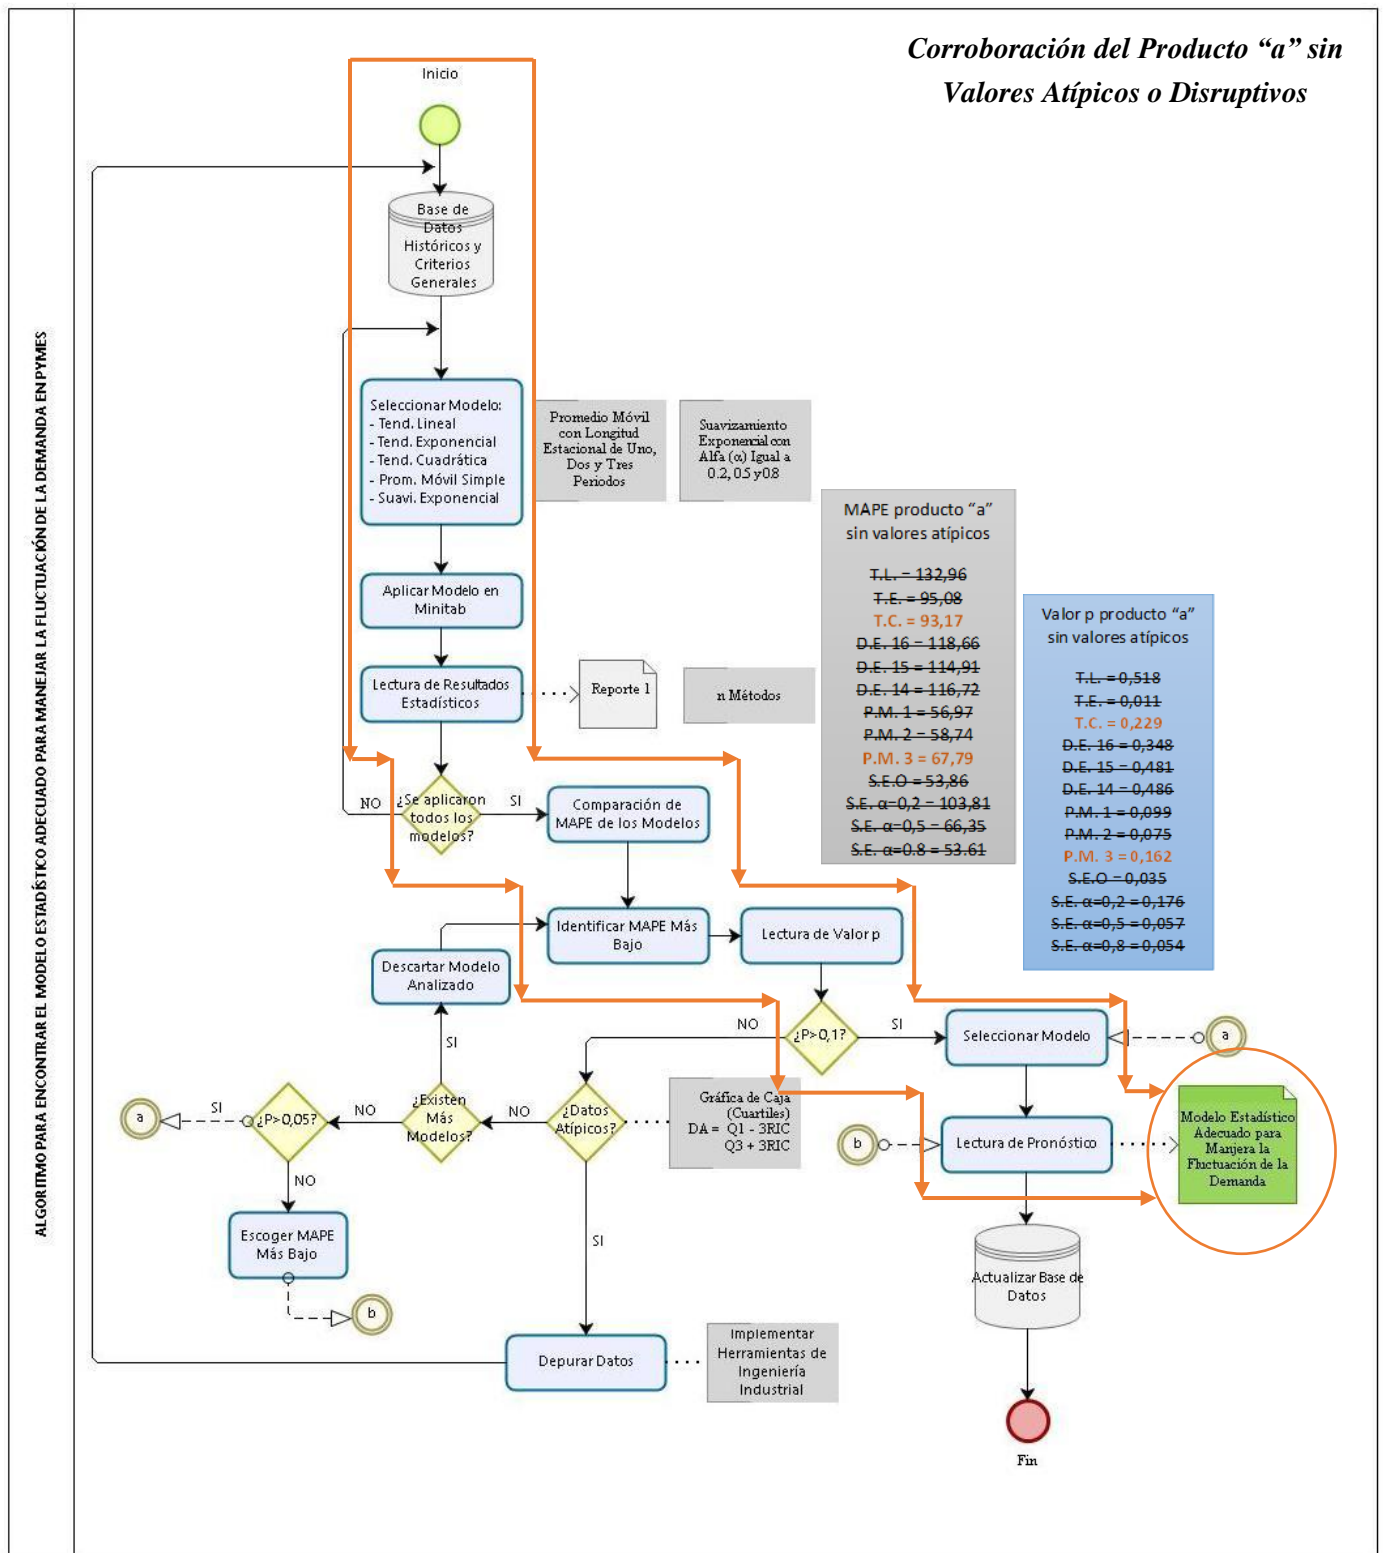 Corroboración del Producto “a” sin
Valores Atípicos o Disruptivos
ALGORITMO PARA ENCONTRAR EL MODELO ESTADÍSTICO ADECUADO PARA MANEJAR LA FLUCTUACIÓN DE LA DEMANDA EN PYMES
Inicio
Base de
Datos
Históricos y
Criterios
Generales
Seleccionar Modelo:
- Tend. Lineal
- Tend. Exponencial
- Tend. Cuadrática
- Prom. Móvil Simple
- Suavi. Exponencial
Promedio Móvil
con Longitud
Estacional de Uno,
Dos y Tres
Periodos
Suavizamiento
Exponencial con
Alfa (α) Igual a
0.2, 0.5 y 0.8
MAPE producto “a”
sin valores atípicos
T.L. = 132,96
T.E. = 95,08
T.C. = 93,17
D.E. 16 = 118,66
D.E. 15 = 114,91
D.E. 14 = 116,72
P.M. 1 = 56,97
P.M. 2 = 58,74
P.M. 3 = 67,79
S.E.O = 53,86
S.E. α=0,2 = 103,81
S.E. α=0,5 = 66,35
S.E. α=0.8 = 53.61
Valor p producto “a”
sin valores atípicos
T.L. = 0,518
T.E. = 0,011
T.C. = 0,229
D.E. 16 = 0,348
D.E. 15 = 0,481
D.E. 14 = 0,486
P.M. 1 = 0,099
P.M. 2 = 0,075
P.M. 3 = 0,162
S.E.O = 0,035
S.E. α=0,2 = 0,176
S.E. α=0,5 = 0,057
S.E. α=0,8 = 0,054
Aplicar Modelo en
Minitab
Lectura de Resultados
Estadísticos
Reporte 1
n Métodos
¿Se aplicaron
todos los
modelos?
NO
SI
Comparación de
MAPE de los Modelos
Identificar MAPE Más
Bajo
Lectura de Valor p
Descartar Modelo
Analizado
¿P>0,1?
NO
SI
Seleccionar Modelo
a
SI
¿Existen
Más
Modelos?
NO
¿Datos
Atípicos?
NO
Gráfica de Caja
(Cuartiles)
DA = Q1 - 3RIC
Q3 + 3RIC
a
SI
¿P>0,05?
NO
b
Lectura de Pronóstico
Modelo Estadístico
Adecuado para
Manjera la
Fluctuación de la
Demanda
Escoger MAPE
Más Bajo
b
SI
Actualizar Base de
Datos
Depurar Datos
Implementar
Herramientas de
Ingeniería
Industrial
Fin